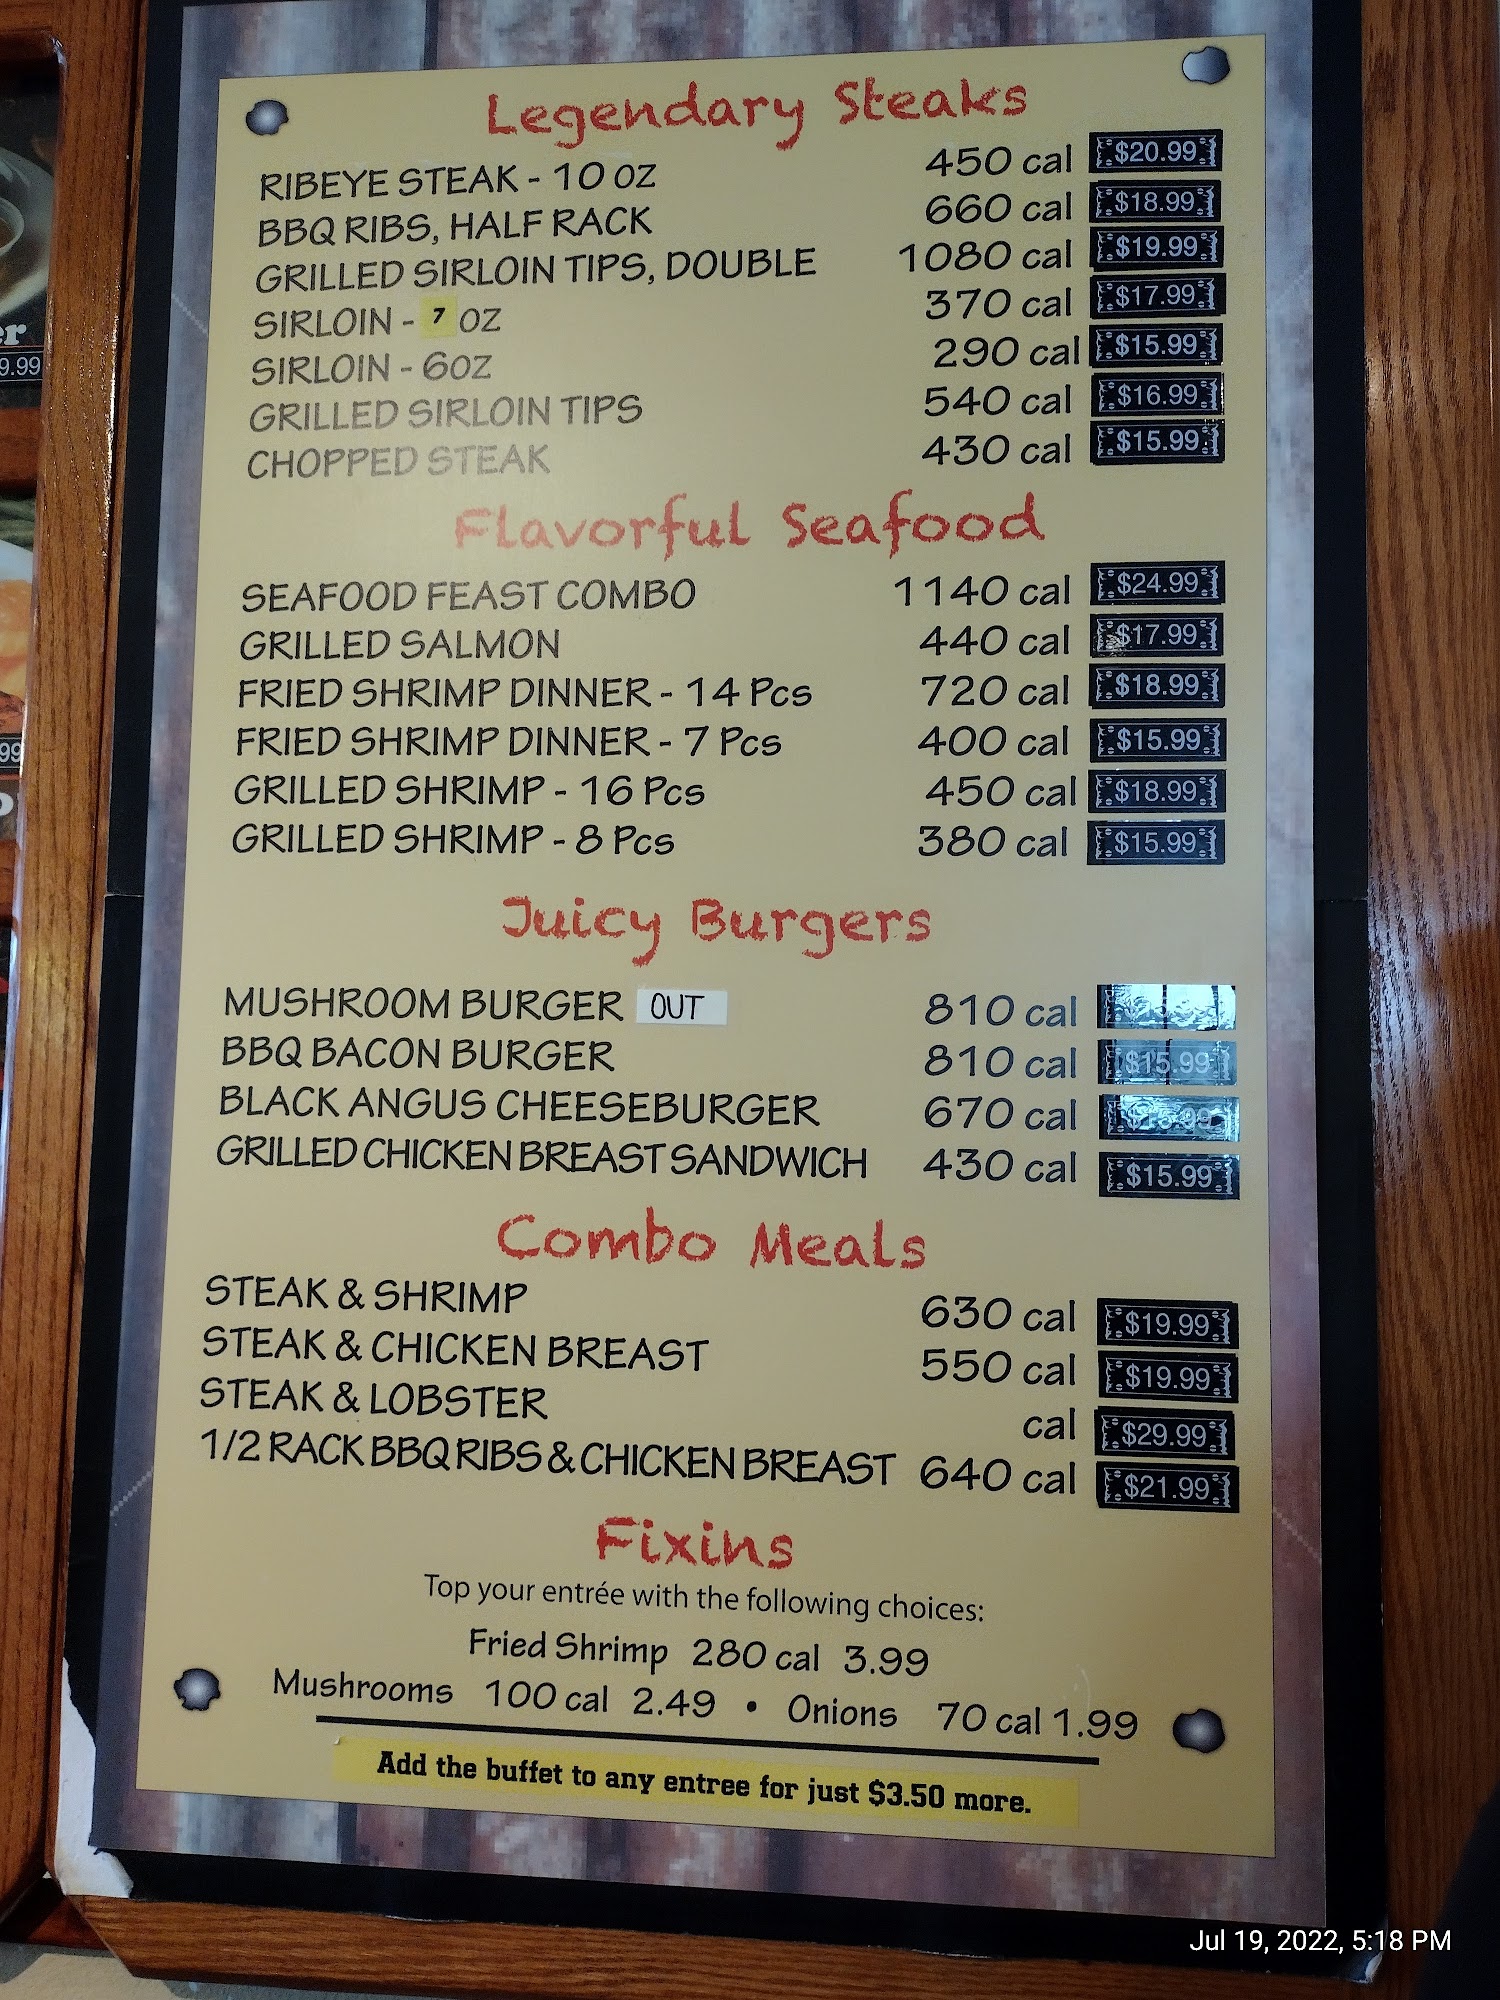 Legendary Steaks
RIBEYE STEAK - 10 OZ 450 cal $20.99
BBQ RIBS, HALF RACK 660 cal $18.99
GRILLED SIRLOIN TIPS, DOUBLE 1080 cal $19.99
SIRLOIN - 7 OZ 370 cal $17.99
SIRLOIN - 6OZ 290 cal $15.99
GRILLED SIRLOIN TIPS 540 cal $16.99
CHOPPED STEAK 430 cal $15.99
Flavorful Seafood
SEAFOOD FEAST COMBO 1140 cal $24.99
GRILLED SALMON 440 cal $17.99
FRIED SHRIMP DINNER - 14 Pcs 720 cal $18.99
FRIED SHRIMP DINNER - 7 Pcs 400 cal $15.99
GRILLED SHRIMP - 16 Pcs 450 cal $18.99
GRILLED SHRIMP - 8 Pcs 380 cal $15.99
Juicy Burgers
MUSHROOM BURGER OUT 810 cal
BBQ BACON BURGER 810 cal $15.99
BLACK ANGUS CHEESEBURGER 670 cal
GRILLED CHICKEN BREAST SANDWICH 430 cal $15.99
Combo Meals
STEAK & SHRIMP 630 cal $19.99
STEAK & CHICKEN BREAST 550 cal $19.99
STEAK & LOBSTER cal $29.99
1/2 RACK BBQ RIBS & CHICKEN BREAST 640 cal $21.99
Fixins
Top your entrée with the following choices:
Fried Shrimp 280 cal 3.99
Mushrooms 100 cal 2.49 • Onions 70 cal 1.99
Add the buffet to any entree for just $3.50 more.
Jul 19, 2022, 5:18 PM